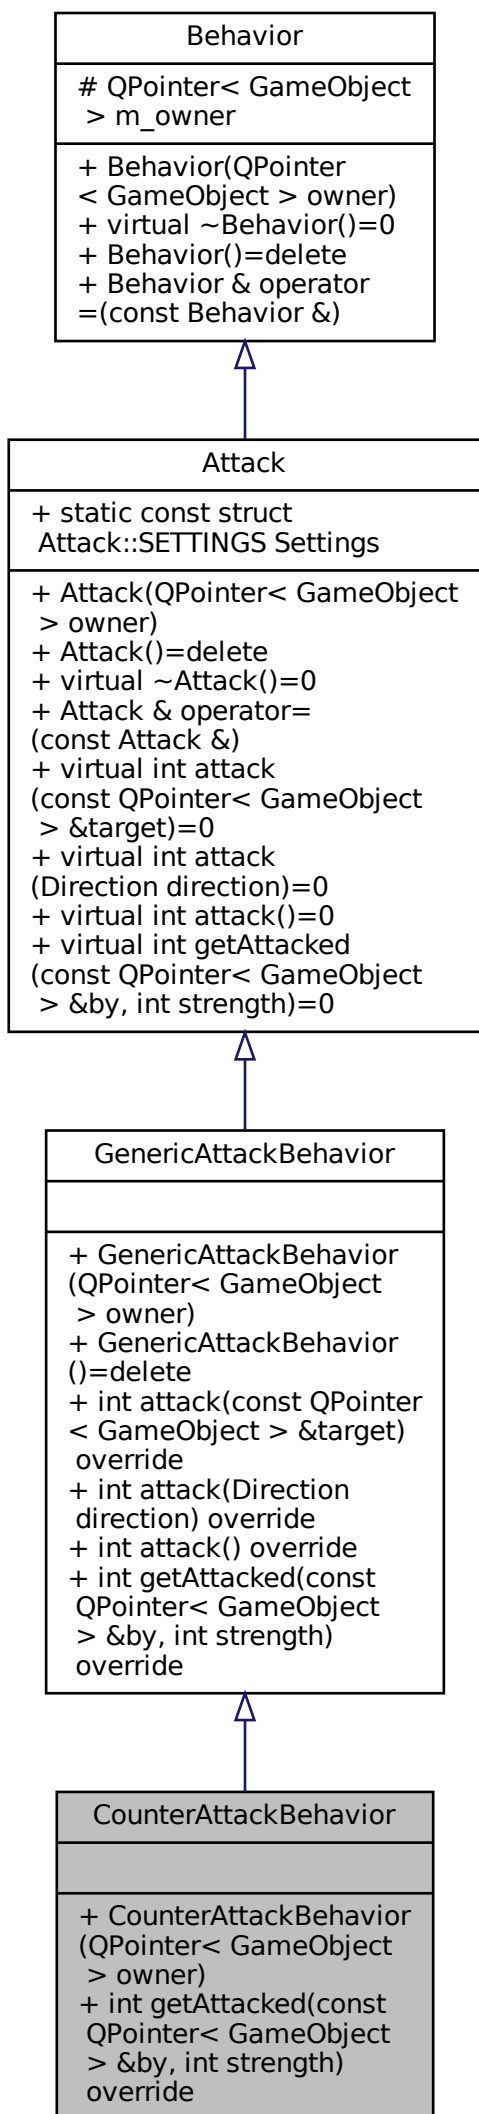 Behavior
# QPointer< GameObject
> m_owner
+ Behavior(QPointer
< GameObject > owner)
+ virtual ~Behavior()=0
+ Behavior()=delete
+ Behavior & operator
=(const Behavior &)
Attack
+ static const struct
Attack::SETTINGS Settings
+ Attack(QPointer< GameObject
> owner)
+ Attack()=delete
+ virtual ~Attack()=0
+ Attack & operator=
(const Attack &)
+ virtual int attack
(const QPointer< GameObject
> &target)=0
+ virtual int attack
(Direction direction)=0
+ virtual int attack()=0
+ virtual int getAttacked
(const QPointer< GameObject
> &by, int strength)=0
GenericAttackBehavior
+ GenericAttackBehavior
(QPointer< GameObject
> owner)
+ GenericAttackBehavior
()=delete
+ int attack(const QPointer
< GameObject > &target)
override
+ int attack(Direction
direction) override
+ int attack() override
+ int getAttacked(const
QPointer< GameObject
> &by, int strength)
override
CounterAttackBehavior
+ CounterAttackBehavior
(QPointer< GameObject
> owner)
+ int getAttacked(const
QPointer< GameObject
> &by, int strength)
override